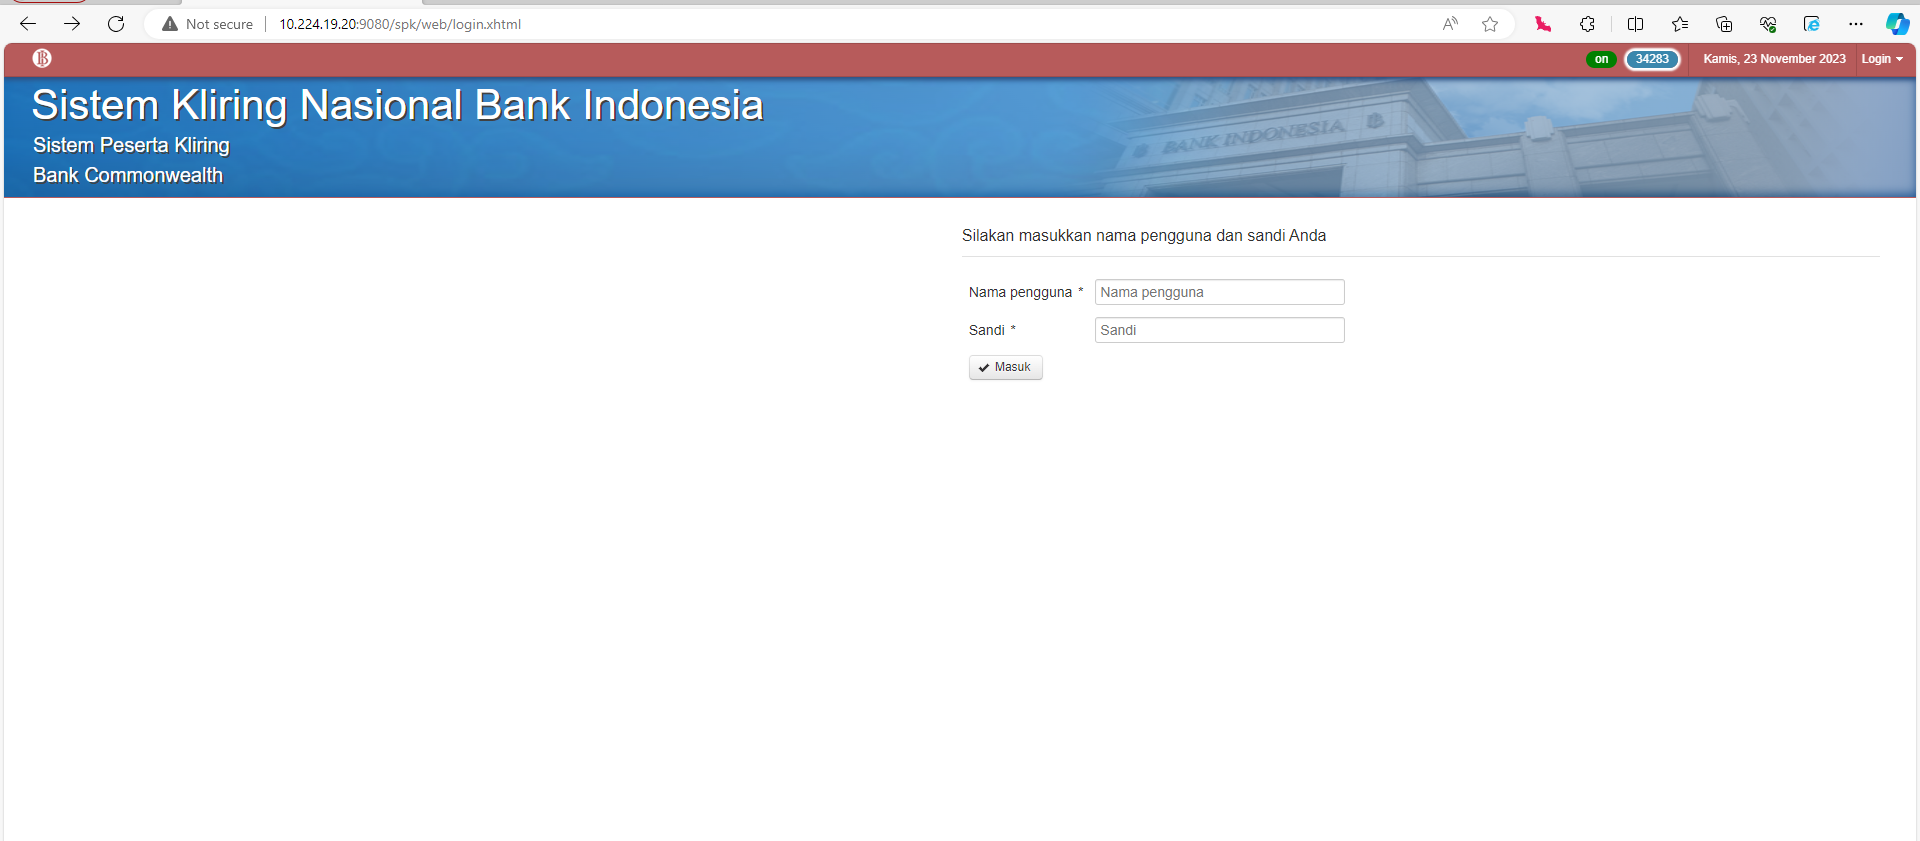 Not secure
10.224.19.20:9080/spk/web/login.xhtml
on
34283
Kamis, 23 November 2023
Login
Sistem Kliring Nasional Bank Indonesia
Sistem Peserta Kliring
Bank Commonwealth
BANK INDONESIA
Silakan masukkan nama pengguna dan sandi Anda
Nama pengguna *
Nama pengguna
Sandi *
Sandi
Masuk